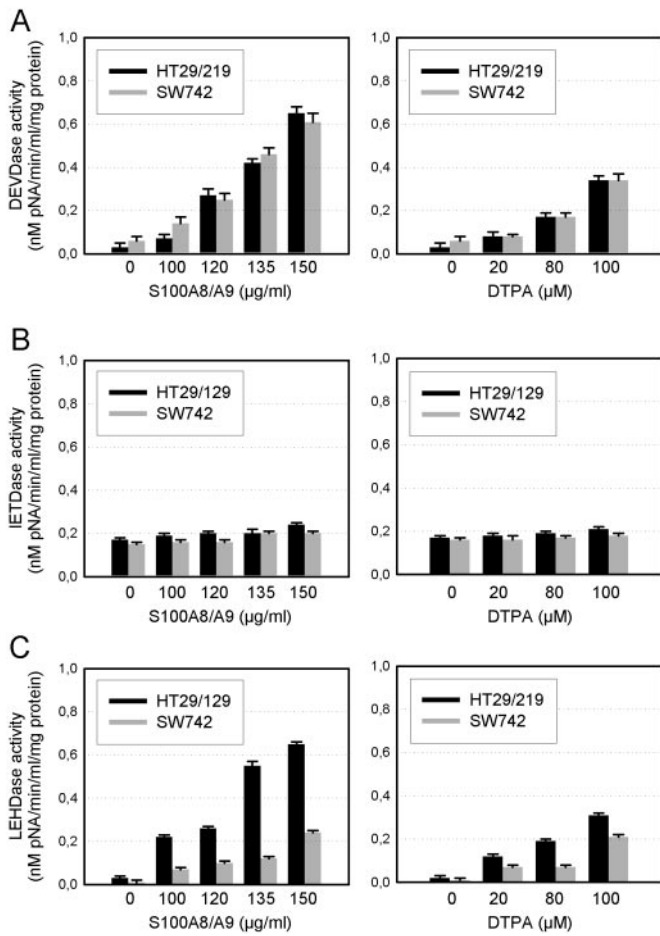 A
DEVDase activity
(nM pNA/min/ml/mg protein)
1,0
0,8
0,6
0,4
0,2
0,0
HT29/219
SW742
0 100 120 135 150
S100A8/A9 (µg/ml)
1,0
0,8
0,6
0,4
0,2
0,0
HT29/219
SW742
0 20 80 100
DTPA (µM)
B
IETDase activity
(nM pNA/min/ml/mg protein)
1,0
0,8
0,6
0,4
0,2
0,0
HT29/129
SW742
0 100 120 135 150
S100A8/A9 (µg/ml)
1,0
0,8
0,6
0,4
0,2
0,0
HT29/129
SW742
0 20 80 100
DTPA (µM)
C
LEHDase activity
(nM pNA/min/ml/mg protein)
1,0
0,8
0,6
0,4
0,2
0,0
HT29/129
SW742
0 100 120 135 150
S100A8/A9 (µg/ml)
1,0
0,8
0,6
0,4
0,2
0,0
HT29/219
SW742
0 20 80 100
DTPA (µM)